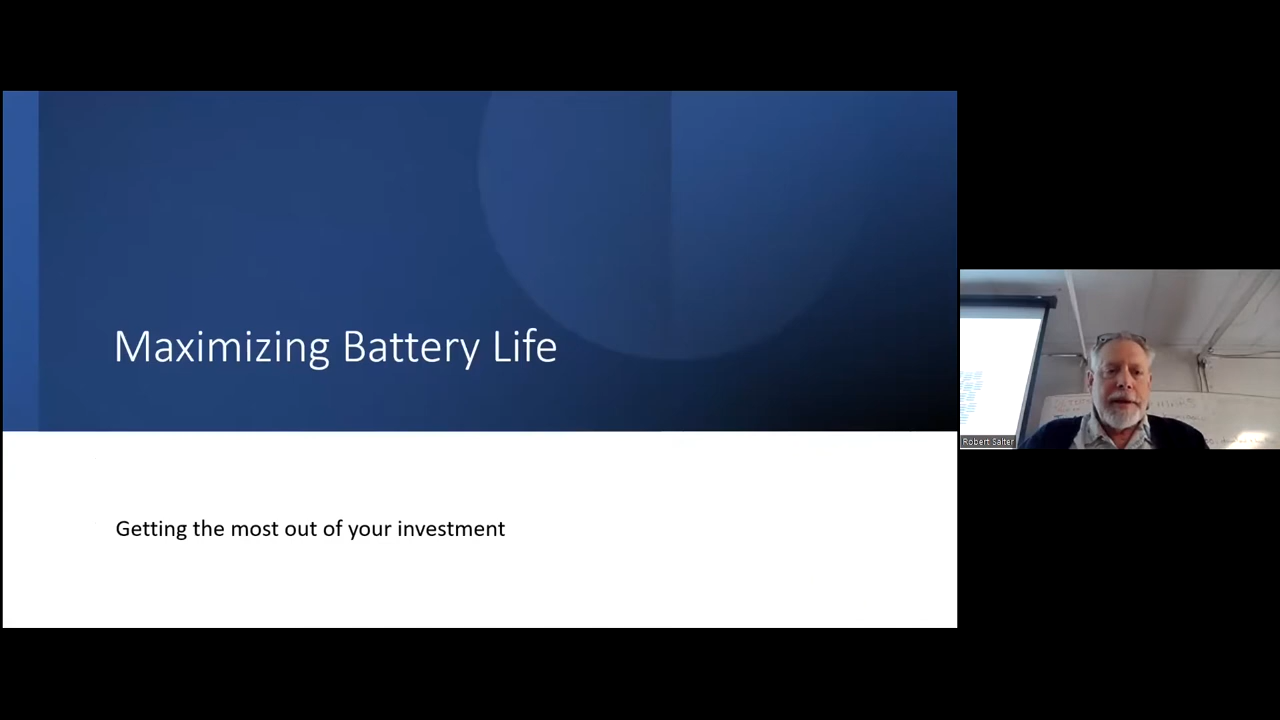 Maximizing Battery Life
Getting the most out of your investment
Robert Salter